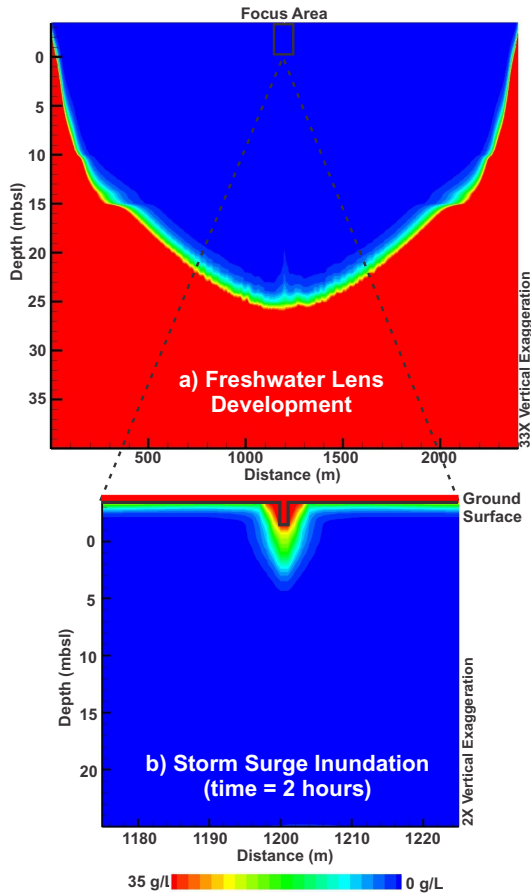 Focus Area
0
5
10
15
20
25
30
35
Depth (mbsl)
a) Freshwater Lens
Development
33X Vertical Exaggeration
500
1000
1500
2000
Distance (m)
Ground
Surface
0
5
10
15
20
Depth (mbsl)
b) Storm Surge Inundation
(time = 2 hours)
2X Vertical Exaggeration
1180
1190
1200
1210
1220
Distance (m)
35 g/L
0 g/L